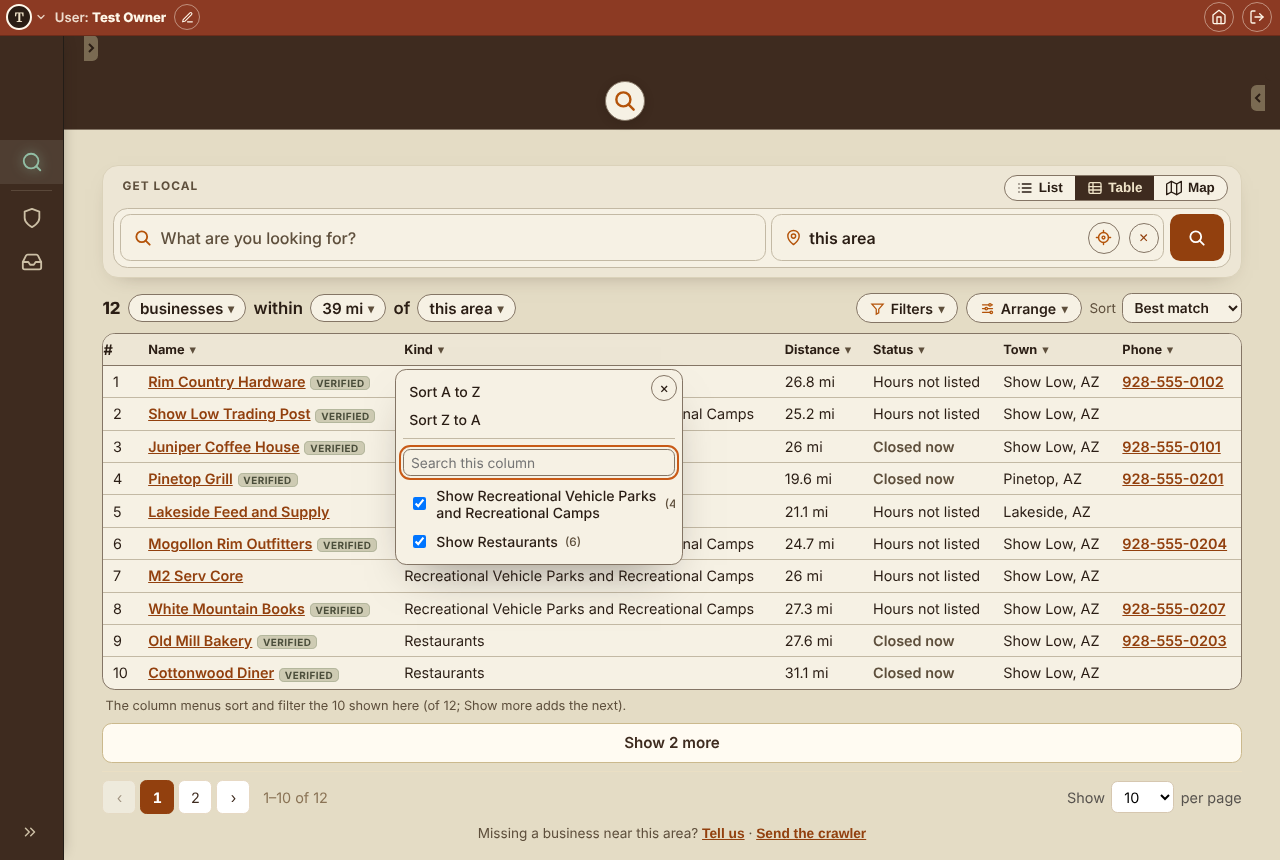 T User: Test Owner
GET LOCAL
List Table Map
What are you looking for? this area
12 businesses ▾ within 39 mi ▾ of this area ▾ Filters ▾ Arrange ▾ Sort Best match
# Name ▾ Kind ▾ Distance ▾ Status ▾ Town ▾ Phone ▾
1 Rim Country Hardware VERIFIED 26.8 mi Hours not listed Show Low, AZ 928-555-0102
2 Show Low Trading Post VERIFIED nal Camps 25.2 mi Hours not listed Show Low, AZ
3 Juniper Coffee House VERIFIED 26 mi Closed now Show Low, AZ 928-555-0101
4 Pinetop Grill VERIFIED 19.6 mi Closed now Pinetop, AZ 928-555-0201
5 Lakeside Feed and Supply 21.1 mi Hours not listed Lakeside, AZ
6 Mogollon Rim Outfitters VERIFIED nal Camps 24.7 mi Hours not listed Show Low, AZ 928-555-0204
7 M2 Serv Core Recreational Vehicle Parks and Recreational Camps 26 mi Hours not listed Show Low, AZ
8 White Mountain Books VERIFIED Recreational Vehicle Parks and Recreational Camps 27.3 mi Hours not listed Show Low, AZ 928-555-0207
9 Old Mill Bakery VERIFIED Restaurants 27.6 mi Closed now Show Low, AZ 928-555-0203
10 Cottonwood Diner VERIFIED Restaurants 31.1 mi Closed now Show Low, AZ
Sort A to Z
Sort Z to A
Search this column
Show Recreational Vehicle Parks
and Recreational Camps (4
Show Restaurants (6)
The column menus sort and filter the 10 shown here (of 12; Show more adds the next).
Show 2 more
‹ 1 2 › 1–10 of 12 Show 10 per page
Missing a business near this area? Tell us · Send the crawler